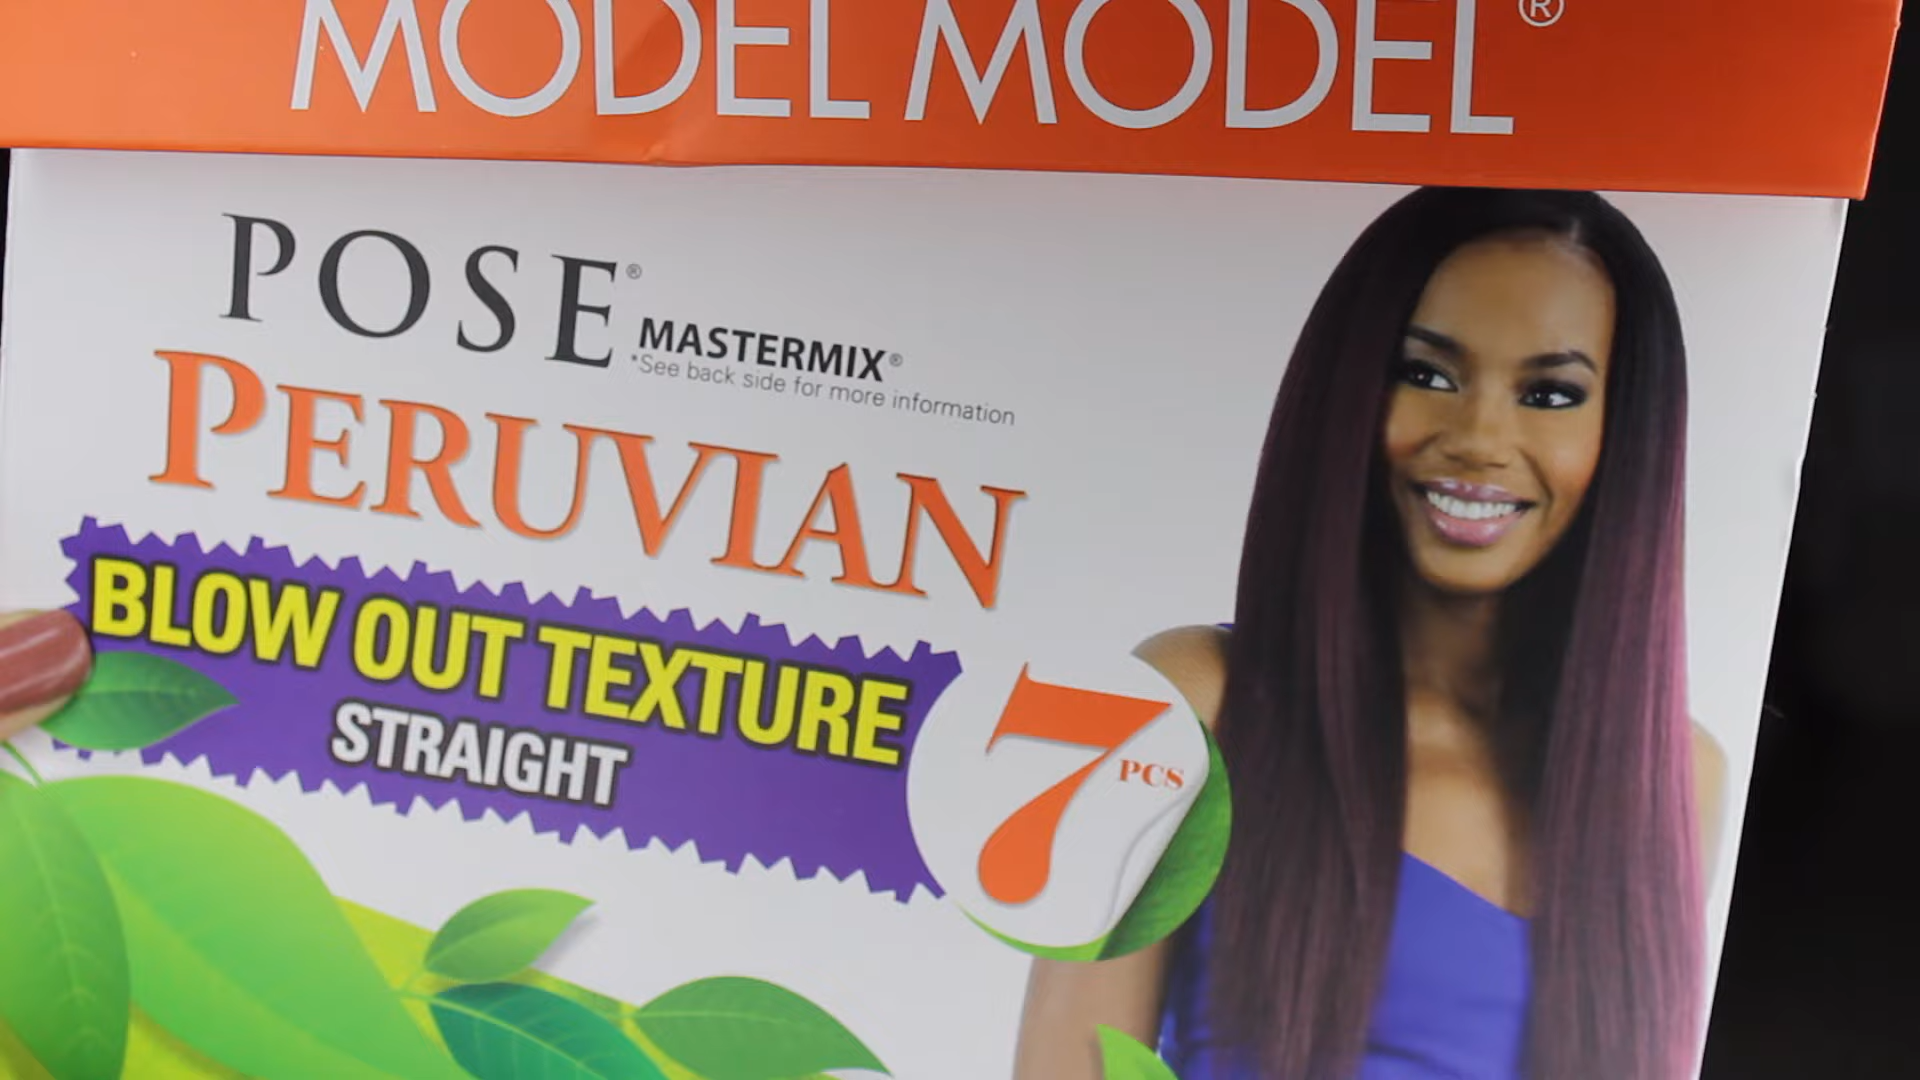 MODEL MODEL®
POSE®
MASTERMIX®
*See back side for more information
PERUVIAN
BLOW OUT TEXTURE
STRAIGHT
7 PCS